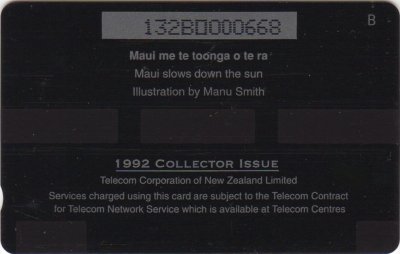 132B0000668
B
Maui me te toonga o te ra
Maui slows down the sun
Illustration by Manu Smith
1992 COLLECTOR ISSUE
Telecom Corporation of New Zealand Limited
Services charged using this card are subject to the Telecom Contract
for Telecom Network Service which is available at Telecom Centres